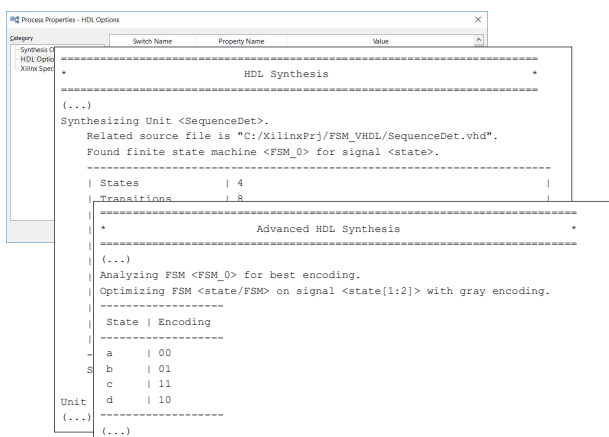 Process Properties - HDL Options
Category
Switch Name Property Name Value
Synthesis O
HDL Optio
Xilinx Spec
=======================================================================
* HDL Synthesis *
=======================================================================
(...)
Synthesizing Unit <SequenceDet>.
Related source file is "C:/XilinxPrj/FSM_VHDL/SequenceDet.vhd".
Found finite state machine <FSM_0> for signal <state>.
-----------------------------------------------------------------------
| States | 4 |
| Transitions | 8 |
S
Unit
(...)
=======================================================================
* Advanced HDL Synthesis *
=======================================================================
(...)
Analyzing FSM <FSM_0> for best encoding.
Optimizing FSM <state/FSM> on signal <state[1:2]> with gray encoding.
-------------------
State | Encoding
-------------------
a | 00
b | 01
c | 11
d | 10
-------------------
(...)